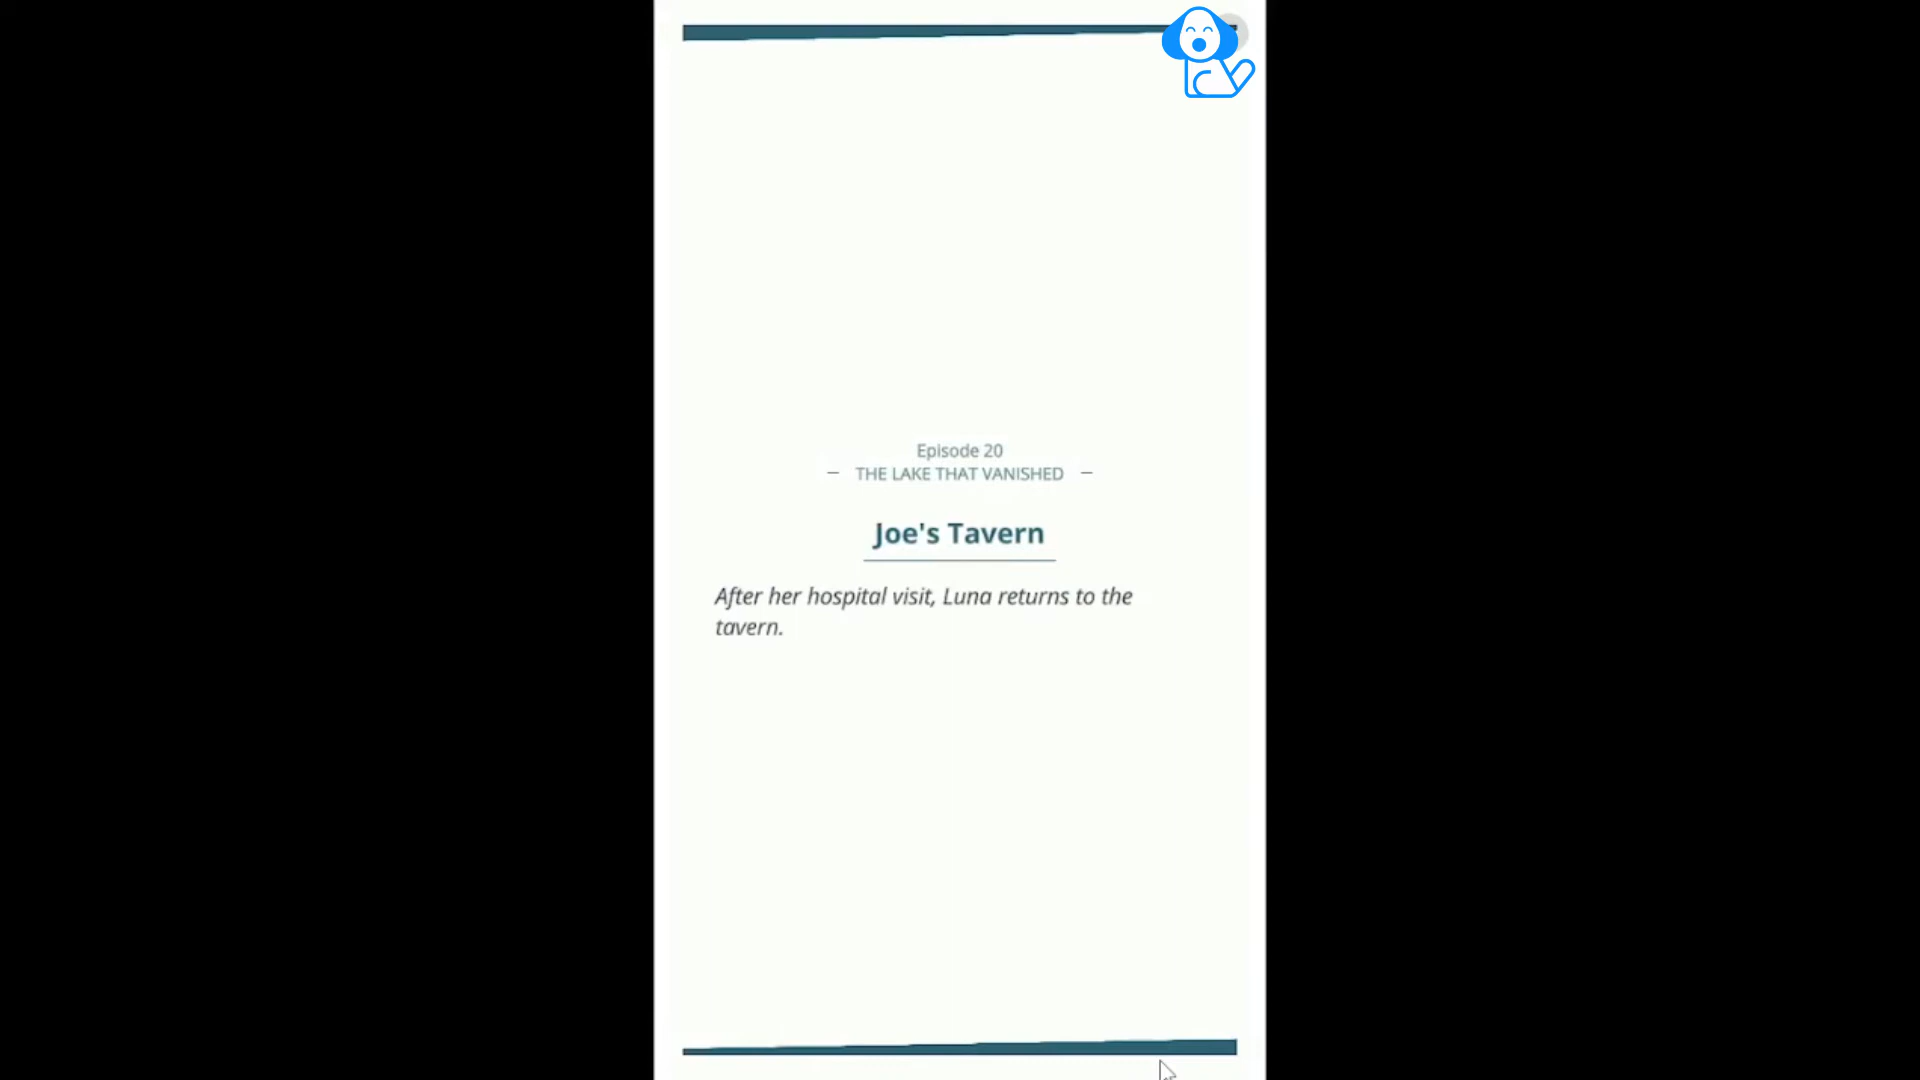 Episode 20
— THE LAKE THAT VANISHED —
Joe's Tavern
After her hospital visit, Luna returns to the
tavern.